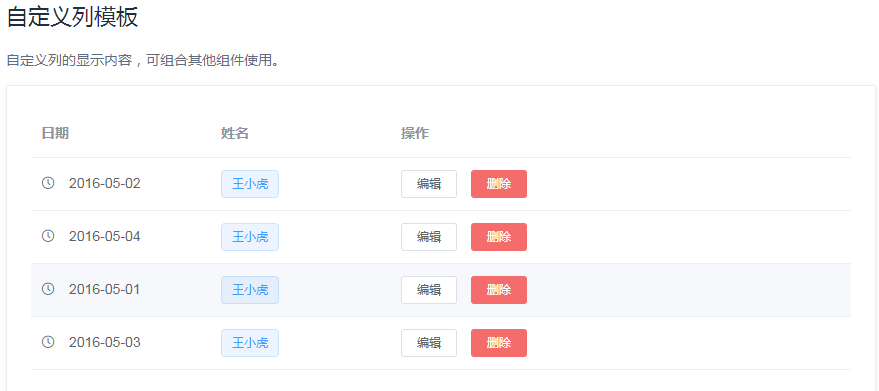 自定义列模板
自定义列的显示内容，可组合其他组件使用。
日期 姓名 操作
2016-05-02 王小虎 编辑 删除
2016-05-04 王小虎 编辑 删除
2016-05-01 王小虎 编辑 删除
2016-05-03 王小虎 编辑 删除